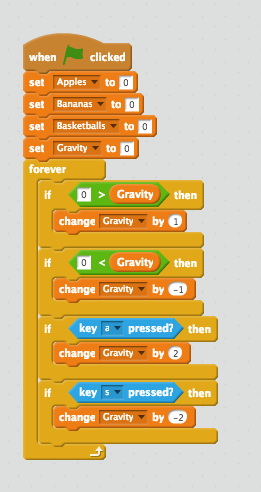 when clicked
set Apples to 0
set Bananas to 0
set Basketballs to 0
set Gravity to 0
forever
if 0 > Gravity then
change Gravity by 1
if 0 < Gravity then
change Gravity by -1
if key a pressed? then
change Gravity by 2
if key s pressed? then
change Gravity by -2